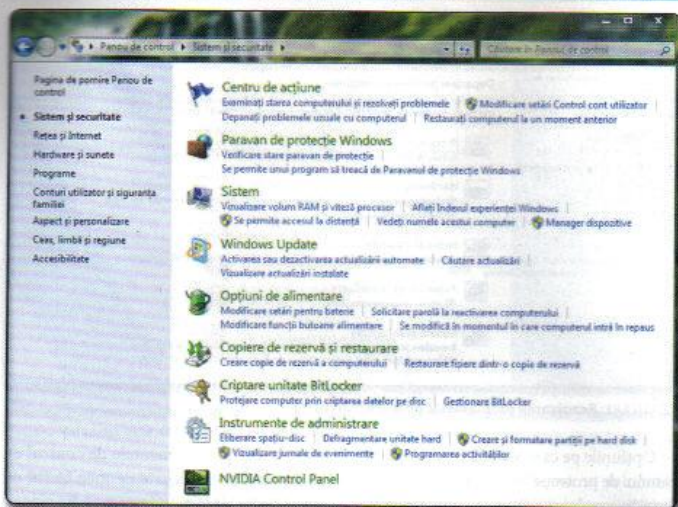 Panou de control ▸ Sistem și securitate ▸
Căutare în Panoul de control
Pagina de pornire Panou de
control
Sistem și securitate
Rețea și Internet
Hardware și sunete
Programe
Conturi utilizator și siguranța
familiei
Aspect și personalizare
Ceas, limbă și regiune
Accesibilitate
Centru de acțiune
Examinați starea computerului și rezolvați problemele | Modificare setări Control cont utilizator |
Depanați problemele uzuale cu computerul | Restaurați computerul la un moment anterior
Paravan de protecție Windows
Verificare stare paravan de protecție |
Se permite unui program să treacă de Paravanul de protecție Windows
Sistem
Vizualizare volum RAM și viteză procesor | Aflați Indexul experienței Windows |
Se permite accesul la distanță | Vedeți numele acestui computer | Manager dispozitive
Windows Update
Activarea sau dezactivarea actualizării automate | Căutare actualizări |
Vizualizare actualizări instalate
Opțiuni de alimentare
Modificare setări pentru baterie | Solicitare parolă la reactivarea computerului |
Modificare funcții butoane alimentare | Se modifică în momentul în care computerul intră în repaus
Copiere de rezervă și restaurare
Creare copie de rezervă a computerului | Restaurare fișiere dintr-o copie de rezervă
Criptare unitate BitLocker
Protejare computer prin criptarea datelor pe disc | Gestionare BitLocker
Instrumente de administrare
Eliberare spațiu-disc | Defragmentare unitate hard | Creare și formatare partiții pe hard disk |
Vizualizare jurnale de evenimente | Programarea activităților
NVIDIA Control Panel